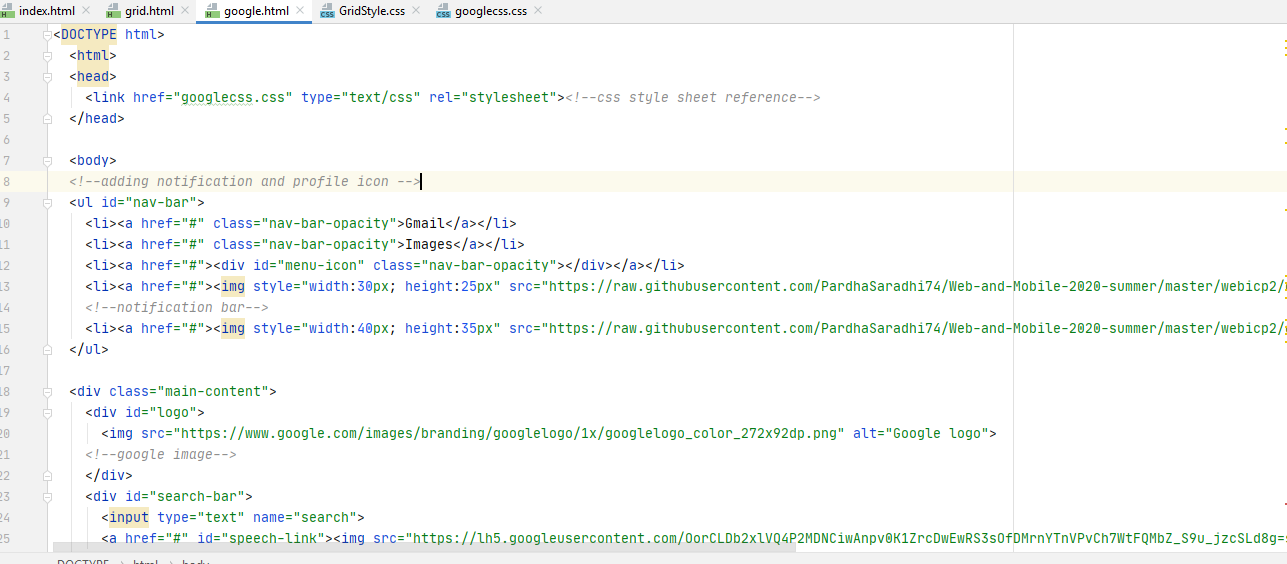 index.html grid.html google.html GridStyle.css googlecss.css
1 <DOCTYPE html>
2 <html>
3 <head>
4 <link href="googlecss.css" type="text/css" rel="stylesheet"><!--css style sheet reference-->
5 </head>
6
7 <body>
8 <!--adding notification and profile icon -->
9 <ul id="nav-bar">
10 <li><a href="#" class="nav-bar-opacity">Gmail</a></li>
11 <li><a href="#" class="nav-bar-opacity">Images</a></li>
12 <li><a href="#"><div id="menu-icon" class="nav-bar-opacity"></div></a></li>
13 <li><a href="#"><img style="width:30px; height:25px" src="https://raw.githubusercontent.com/PardhaSaradhi74/Web-and-Mobile-2020-summer/master/webicp2/
14 <!--notification bar-->
15 <li><a href="#"><img style="width:40px; height:35px" src="https://raw.githubusercontent.com/PardhaSaradhi74/Web-and-Mobile-2020-summer/master/webicp2/
16 </ul>
17
18 <div class="main-content">
19 <div id="logo">
20 <img src="https://www.google.com/images/branding/googlelogo/1x/googlelogo_color_272x92dp.png" alt="Google logo">
21 <!--google image-->
22 </div>
23 <div id="search-bar">
24 <input type="text" name="search">
25 <a href="#" id="speech-link"><img src="https://lh5.googleusercontent.com/OorCLDb2xlVQ4P2MDNCiwAnpv0K1ZrcDwEwRS3sOfDMrnYTnVPvCh7WtFQMbZ_S9u_jzcSLd8g=
DOCTYPE html body